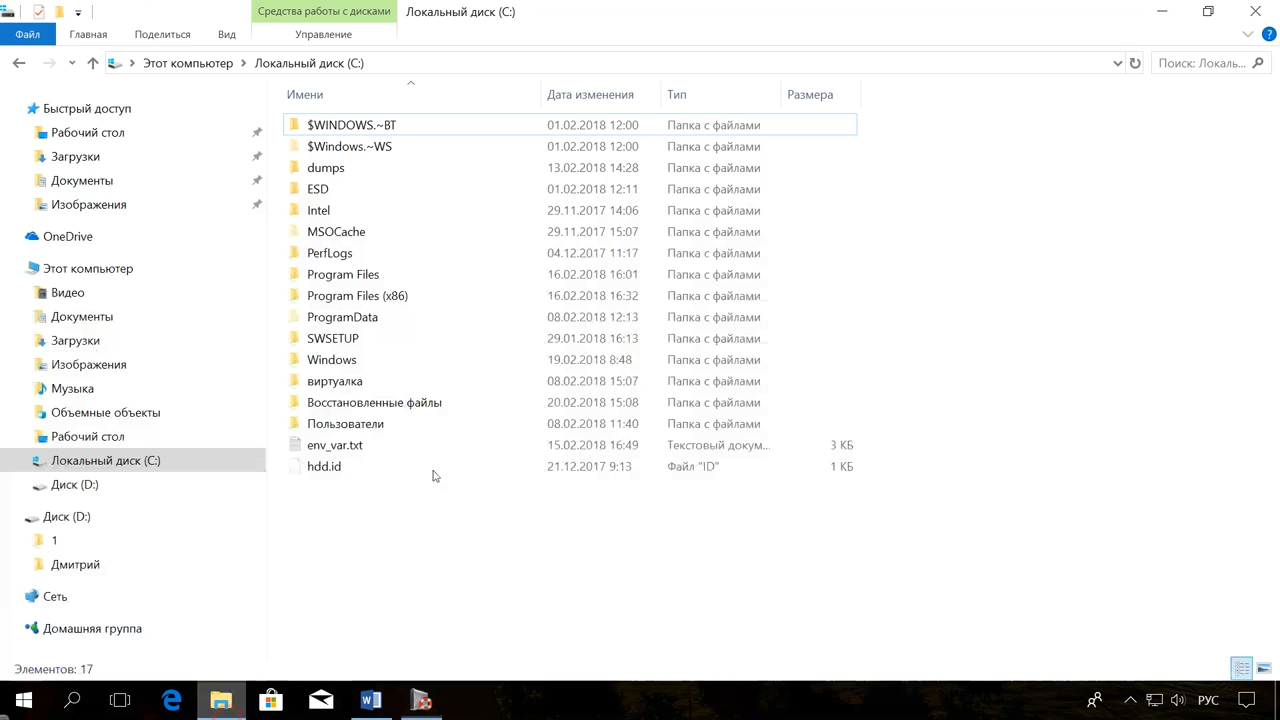 Средства работы с дисками
Локальный диск (C:)
Файл
Главная
Поделиться
Вид
Управление
Этот компьютер
Локальный диск (C:)
Поиск: Локаль...
Быстрый доступ
Рабочий стол
Загрузки
Документы
Изображения
OneDrive
Этот компьютер
Видео
Документы
Загрузки
Изображения
Музыка
Объемные объекты
Рабочий стол
Локальный диск (C:)
Диск (D:)
Диск (D:)
1
Дмитрий
Сеть
Домашняя группа
Имени Дата изменения Тип Размера
$WINDOWS.~BT 01.02.2018 12:00 Папка с файлами
$Windows.~WS 01.02.2018 12:00 Папка с файлами
dumps 13.02.2018 14:28 Папка с файлами
ESD 01.02.2018 12:11 Папка с файлами
Intel 29.11.2017 14:06 Папка с файлами
MSOCache 29.11.2017 15:07 Папка с файлами
PerfLogs 04.12.2017 11:17 Папка с файлами
Program Files 16.02.2018 16:01 Папка с файлами
Program Files (x86) 16.02.2018 16:32 Папка с файлами
ProgramData 08.02.2018 12:13 Папка с файлами
SWSETUP 29.01.2018 16:13 Папка с файлами
Windows 19.02.2018 8:48 Папка с файлами
виртуалка 08.02.2018 15:07 Папка с файлами
Восстановленные файлы 20.02.2018 15:08 Папка с файлами
Пользователи 08.02.2018 11:40 Папка с файлами
env_var.txt 15.02.2018 16:49 Текстовый докум... 3 КБ
hdd.id 21.12.2017 9:13 Файл "ID" 1 КБ
Элементов: 17
РУС